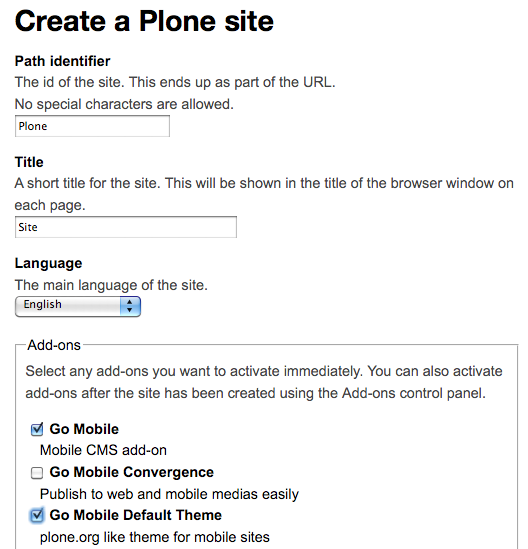 Create a Plone site
Path identifier
The id of the site. This ends up as part of the URL.
No special characters are allowed.
Plone
Title
A short title for the site. This will be shown in the title of the browser window on
each page.
Site
Language
The main language of the site.
English
Add-ons
Select any add-ons you want to activate immediately. You can also activate
add-ons after the site has been created using the Add-ons control panel.
Go Mobile
Mobile CMS add-on
Go Mobile Convergence
Publish to web and mobile medias easily
Go Mobile Default Theme
plone.org like theme for mobile sites